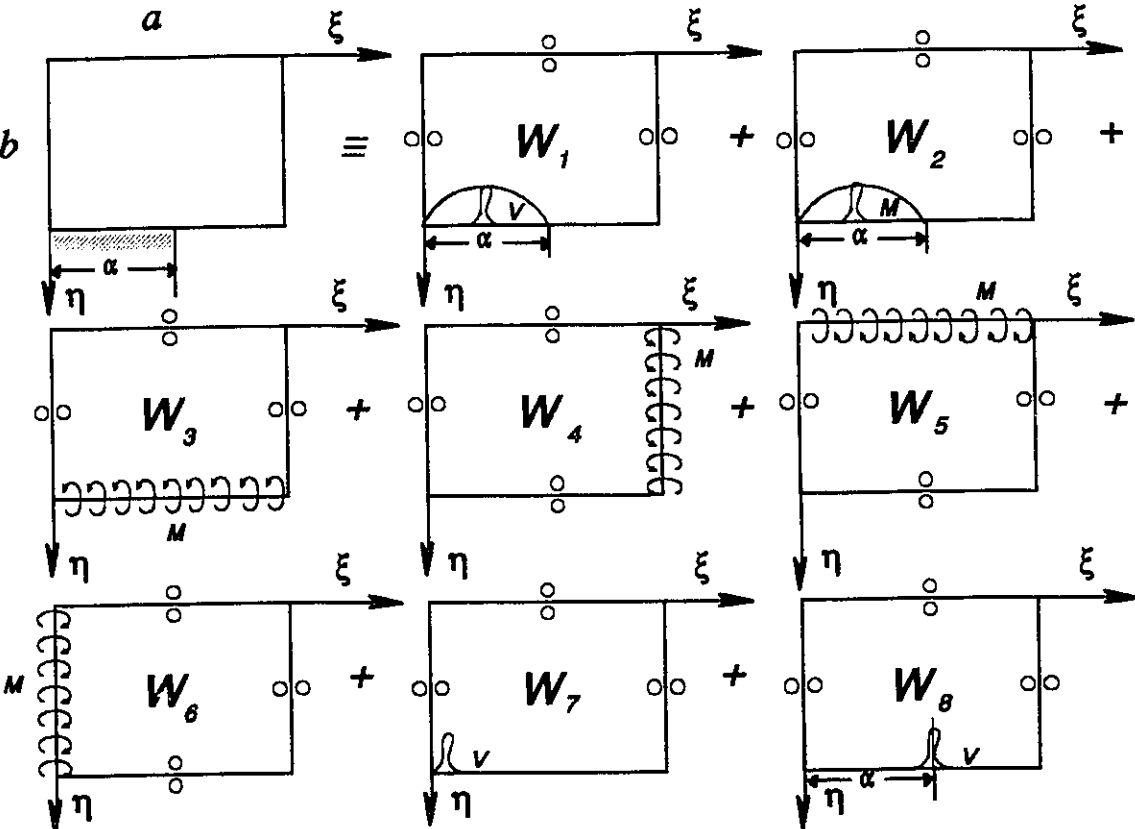 a ξ ξ ξ
b ≡ W₁ + W₂ +
V M
α α α
η η η
ξ ξ M ξ
W₃ + W₄ M + W₅ +
M
η η η
ξ ξ ξ
M W₆ + W₇ + W₈
V V
α
η η η